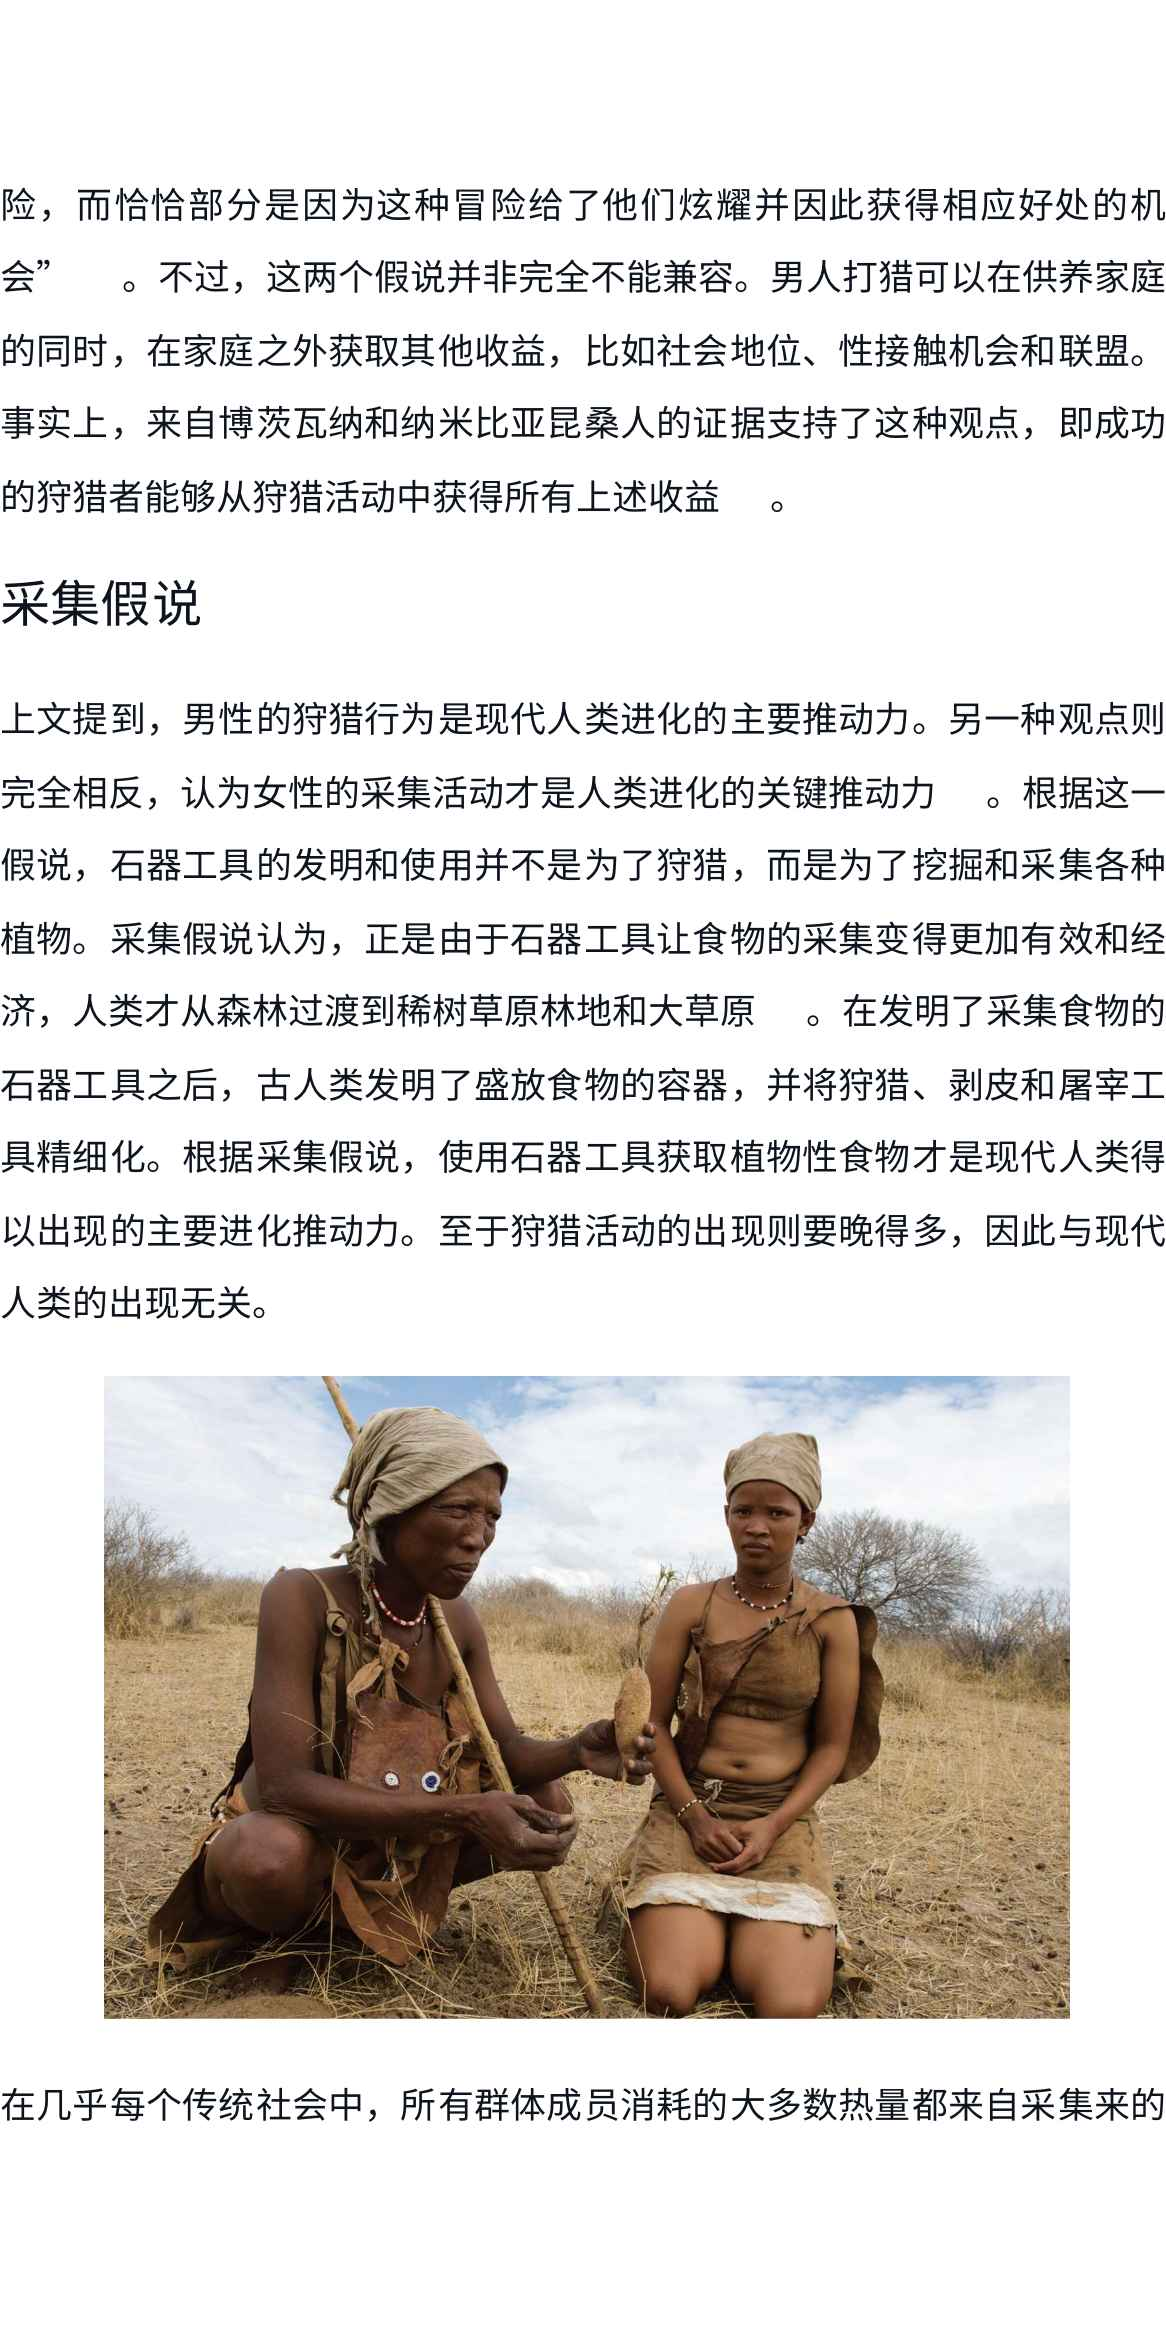 险，而恰恰部分是因为这种冒险给了他们炫耀并因此获得相应好处的机
会”。不过，这两个假说并非完全不能兼容。男人打猎可以在供养家庭
的同时，在家庭之外获取其他收益，比如社会地位、性接触机会和联盟。
事实上，来自博茨瓦纳和纳米比亚昆桑人的证据支持了这种观点，即成功
的狩猎者能够从狩猎活动中获得所有上述收益。
采集假说
上文提到，男性的狩猎行为是现代人类进化的主要推动力。另一种观点则
完全相反，认为女性的采集活动才是人类进化的关键推动力。根据这一
假说，石器工具的发明和使用并不是为了狩猎，而是为了挖掘和采集各种
植物。采集假说认为，正是由于石器工具让食物的采集变得更加有效和经
济，人类才从森林过渡到稀树草原林地和大草原。在发明了采集食物的
石器工具之后，古人类发明了盛放食物的容器，并将狩猎、剥皮和屠宰工
具精细化。根据采集假说，使用石器工具获取植物性食物才是现代人类得
以出现的主要进化推动力。至于狩猎活动的出现则要晚得多，因此与现代
人类的出现无关。
在几乎每个传统社会中，所有群体成员消耗的大多数热量都来自采集来的